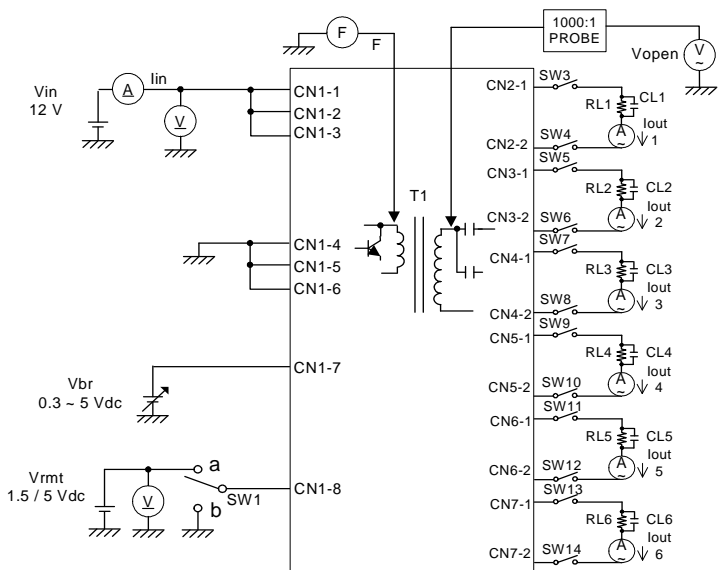 F
F
1000:1
PROBE
Vopen
V
~
Vin
12 V
A
Iin
V
CN1-1
CN1-2
CN1-3
CN1-4
CN1-5
CN1-6
CN1-7
CN1-8
Vbr
0.3 ~ 5 Vdc
Vrmt
1.5 / 5 Vdc
V
a
b
SW1
T1
CN2-1
SW3
RL1
CL1
A
~
Iout
1
CN2-2
SW4
CN3-1
SW5
RL2
CL2
A
~
Iout
2
CN3-2
SW6
CN4-1
SW7
RL3
CL3
A
~
Iout
3
CN4-2
SW8
CN5-1
SW9
RL4
CL4
A
~
Iout
4
CN5-2
SW10
CN6-1
SW11
RL5
CL5
A
~
Iout
5
CN6-2
SW12
CN7-1
SW13
RL6
CL6
A
~
Iout
6
CN7-2
SW14